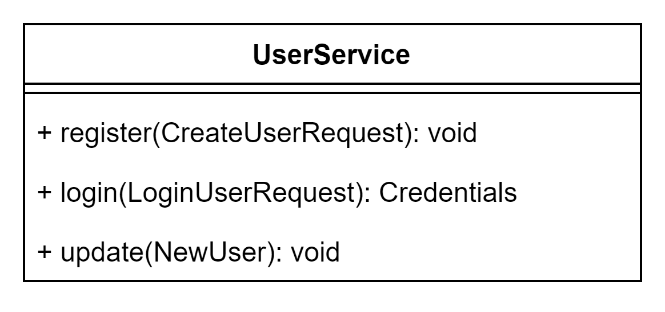 UserService
+ register(CreateUserRequest): void
+ login(LoginUserRequest): Credentials
+ update(NewUser): void